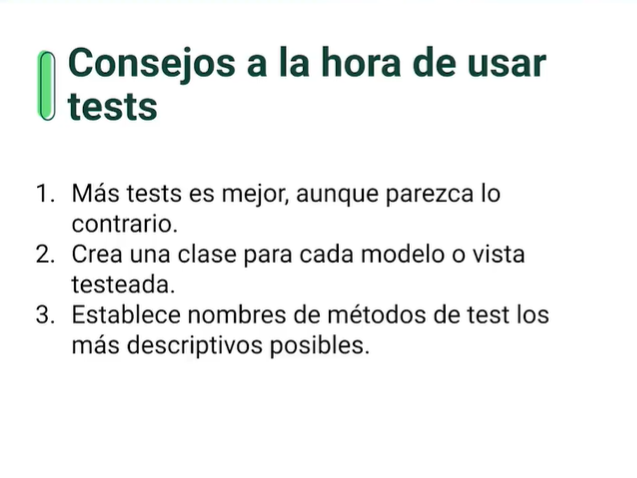 Consejos a la hora de usar
tests
1. Más tests es mejor, aunque parezca lo
contrario.
2. Crea una clase para cada modelo o vista
testeada.
3. Establece nombres de métodos de test los
más descriptivos posibles.